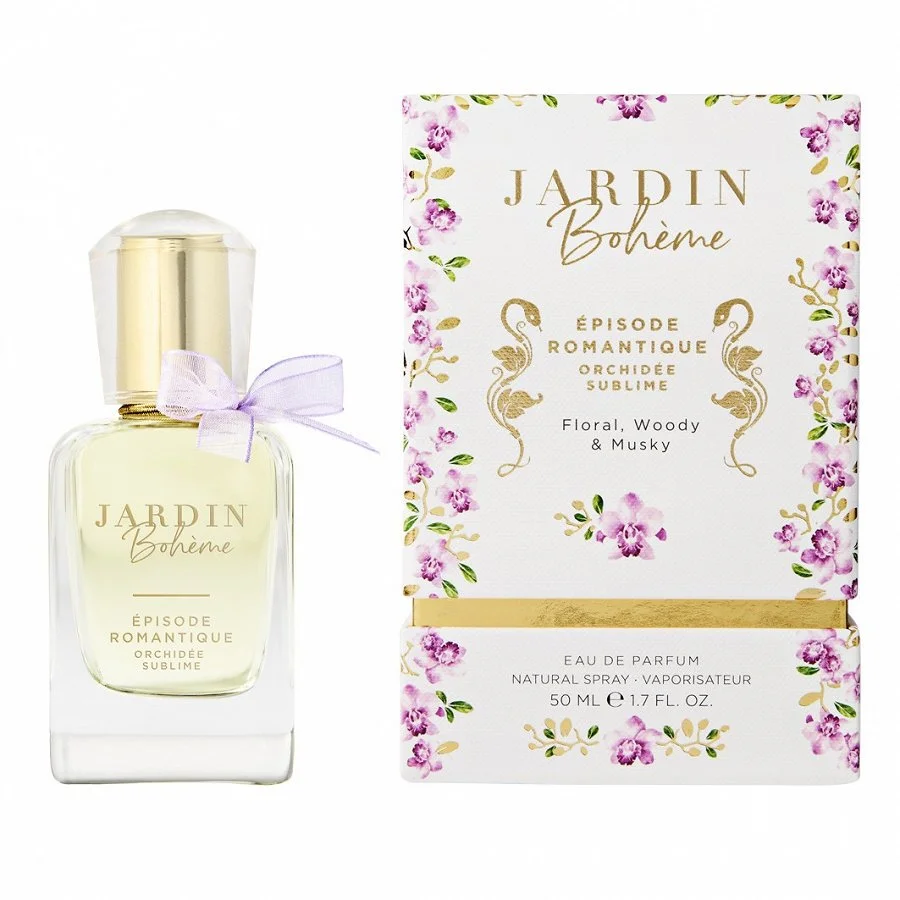 JARDIN
Bohème
ÉPISODE
ROMANTIQUE
ORCHIDÉE
SUBLIME
JARDIN
Bohème
ÉPISODE
ROMANTIQUE
ORCHIDÉE
SUBLIME
Floral, Woody
& Musky
EAU DE PARFUM
NATURAL SPRAY · VAPORISATEUR
50 ML ℮ 1.7 FL. OZ.